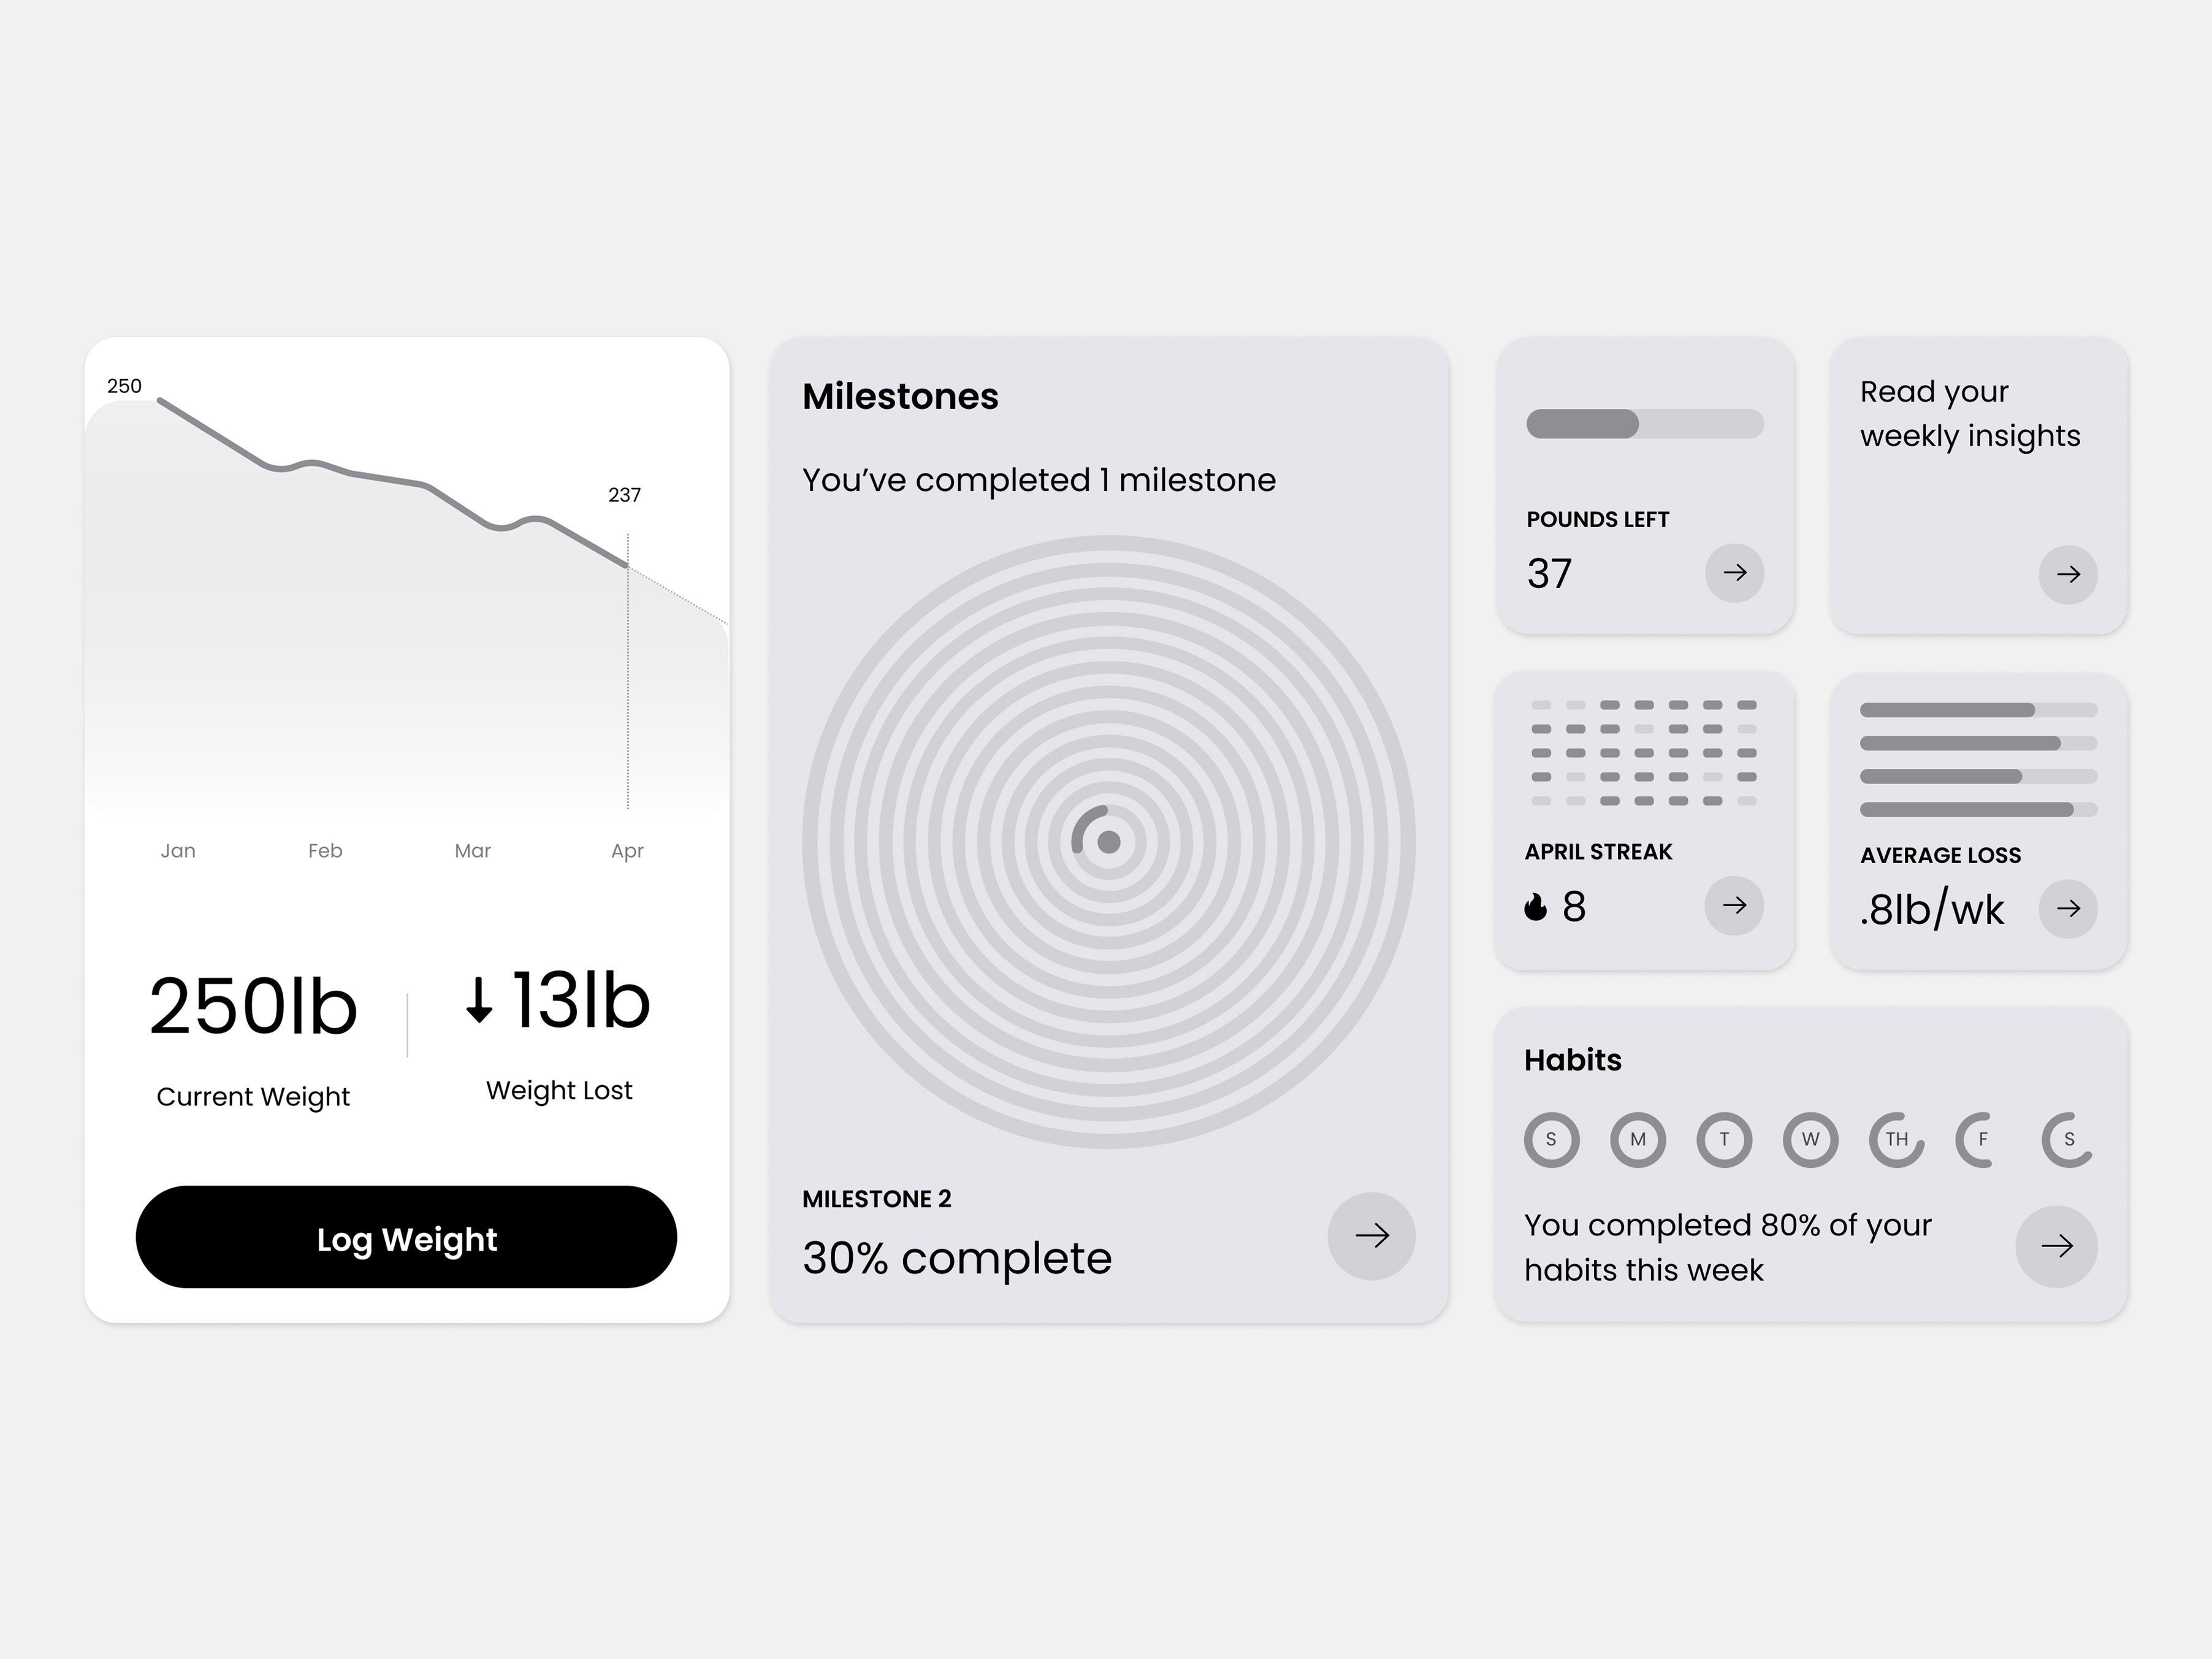 250
237
Jan Feb Mar Apr
250lb
Current Weight
13lb
Weight Lost
Log Weight
Milestones
You’ve completed 1 milestone
MILESTONE 2
30% complete
POUNDS LEFT
37
Read your
weekly insights
APRIL STREAK
8
AVERAGE LOSS
.8lb/wk
Habits
S M T W TH F S
You completed 80% of your
habits this week